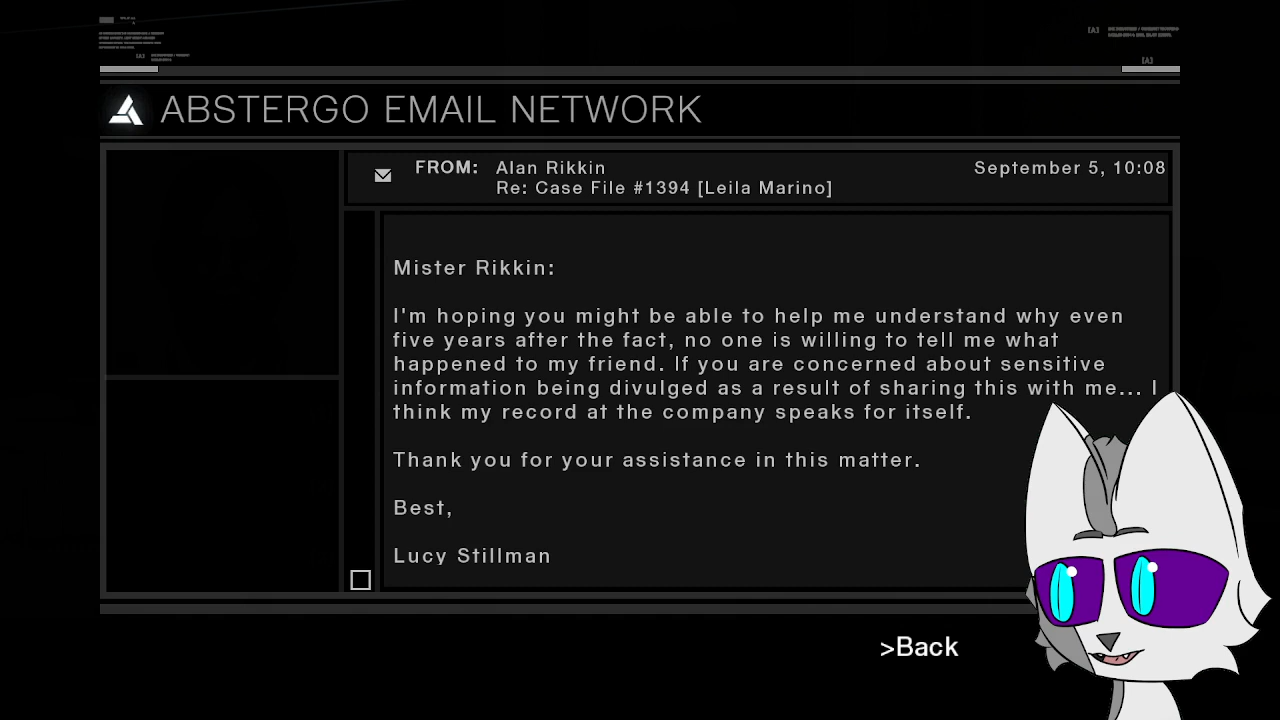 [A]
[A]
[A]
ABSTERGO EMAIL NETWORK
FROM: Alan Rikkin
September 5, 10:08
Re: Case File #1394 [Leila Marino]
Mister Rikkin:
I'm hoping you might be able to help me understand why even
five years after the fact, no one is willing to tell me what
happened to my friend. If you are concerned about sensitive
information being divulged as a result of sharing this with me... I
think my record at the company speaks for itself.
Thank you for your assistance in this matter.
Best,
Lucy Stillman
>Back